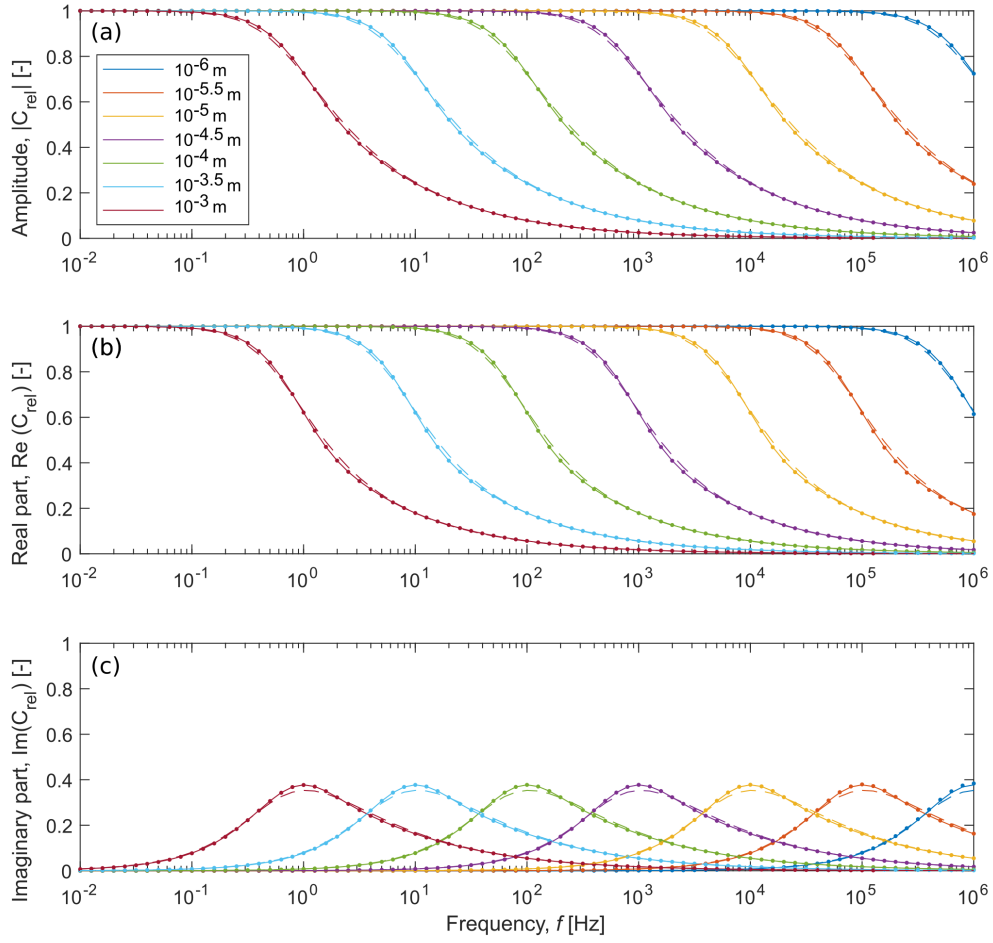 (a)
Amplitude, |C_rel| [-]
1
0.8
0.6
0.4
0.2
0
10^-6 m
10^-5.5 m
10^-5 m
10^-4.5 m
10^-4 m
10^-3.5 m
10^-3 m
10^-2 10^-1 10^0 10^1 10^2 10^3 10^4 10^5 10^6
(b)
Real part, Re (C_rel) [-]
1
0.8
0.6
0.4
0.2
0
10^-2 10^-1 10^0 10^1 10^2 10^3 10^4 10^5 10^6
(c)
Imaginary part, Im(C_rel) [-]
1
0.8
0.6
0.4
0.2
0
10^-2 10^-1 10^0 10^1 10^2 10^3 10^4 10^5 10^6
Frequency, f [Hz]